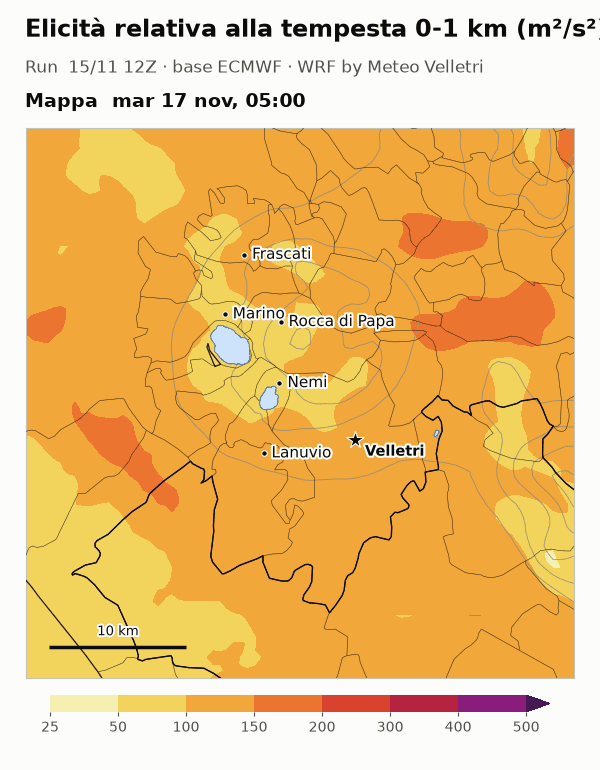 Elicità relativa alla tempesta 0-1 km (m²/s²)
Run 15/11 12Z · base ECMWF · WRF by Meteo Velletri
Mappa mar 17 nov, 05:00
Frascati
Marino
Rocca di Papa
Nemi
Lanuvio
Velletri
10 km
25 50 100 150 200 300 400 500